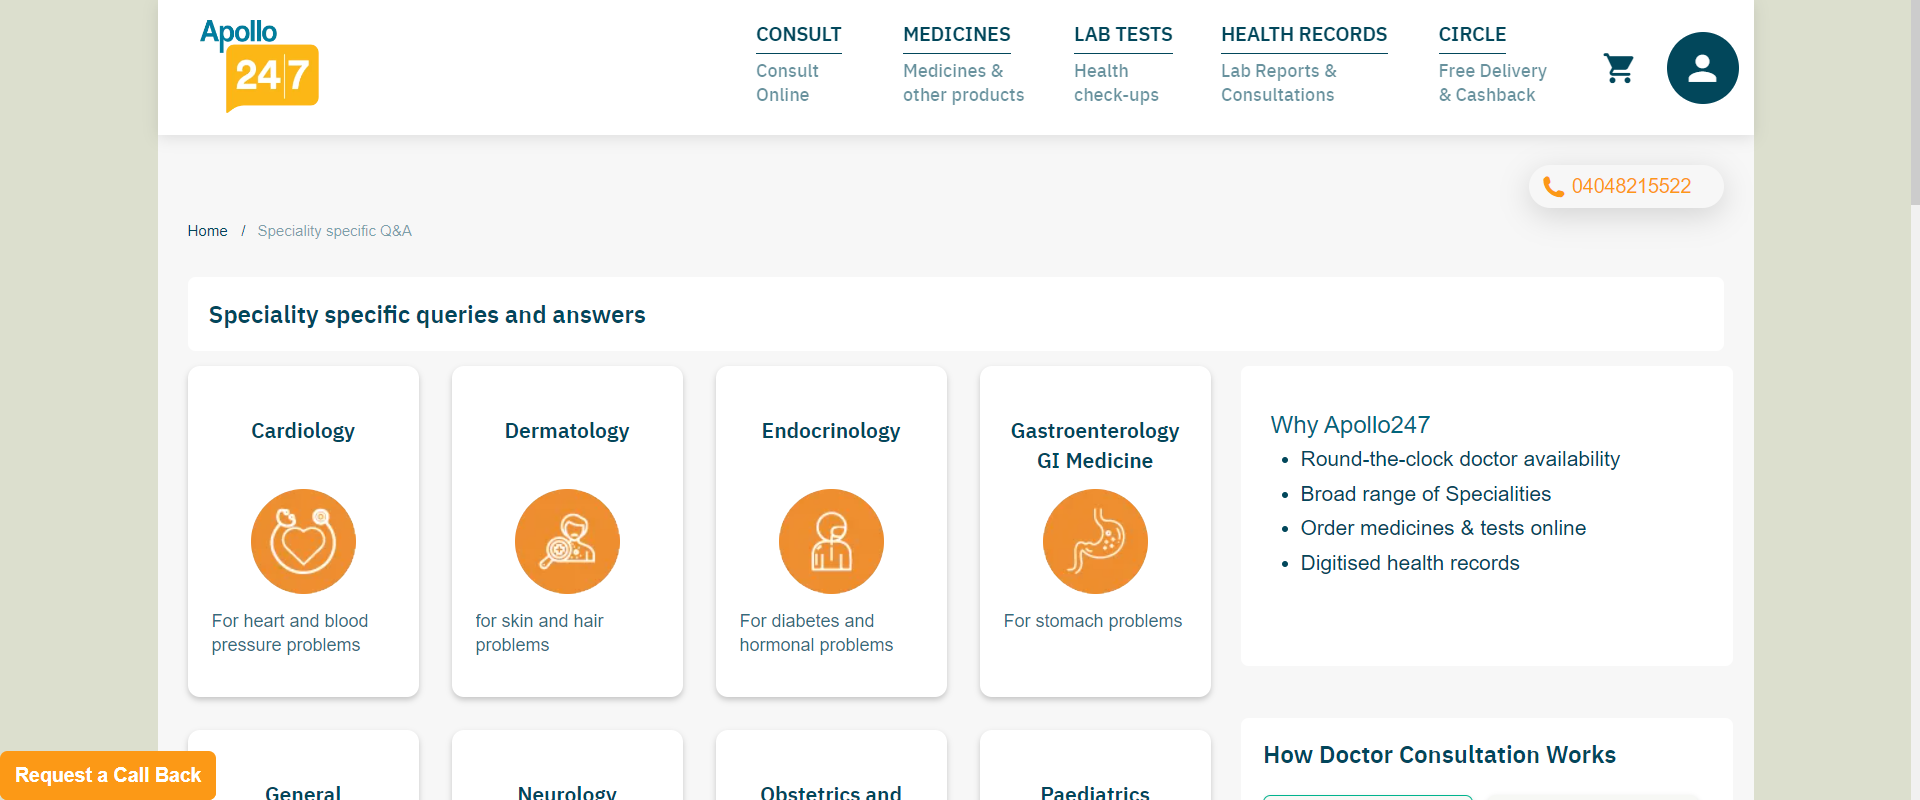 Apollo
24|7
CONSULT
Consult
Online
MEDICINES
Medicines &
other products
LAB TESTS
Health
check-ups
HEALTH RECORDS
Lab Reports &
Consultations
CIRCLE
Free Delivery
& Cashback
04048215522
Home / Speciality specific Q&A
Speciality specific queries and answers
Cardiology
For heart and blood
pressure problems
Dermatology
for skin and hair
problems
Endocrinology
For diabetes and
hormonal problems
Gastroenterology
GI Medicine
For stomach problems
Why Apollo247
• Round-the-clock doctor availability
• Broad range of Specialities
• Order medicines & tests online
• Digitised health records
General
Neurology
Obstetrics and
Paediatrics
How Doctor Consultation Works
Request a Call Back